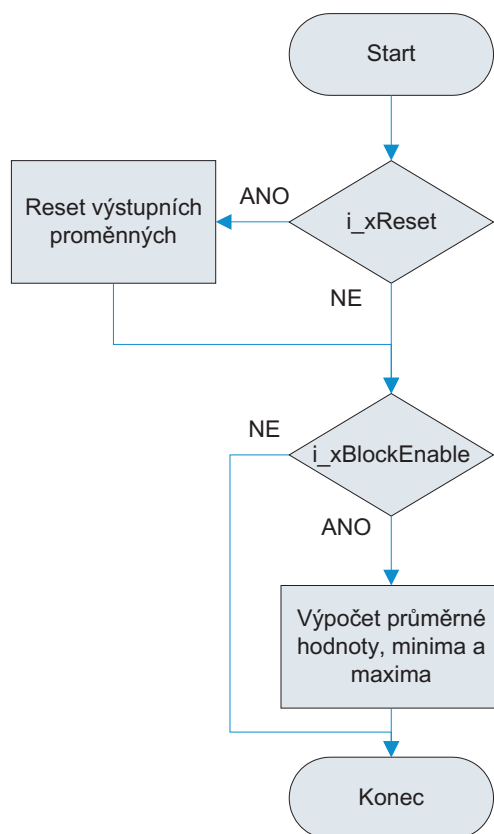 Start
ANO
Reset výstupních
proměnných
i_xReset
NE
NE
i_xBlockEnable
ANO
Výpočet průměrné
hodnoty, minima a
maxima
Konec